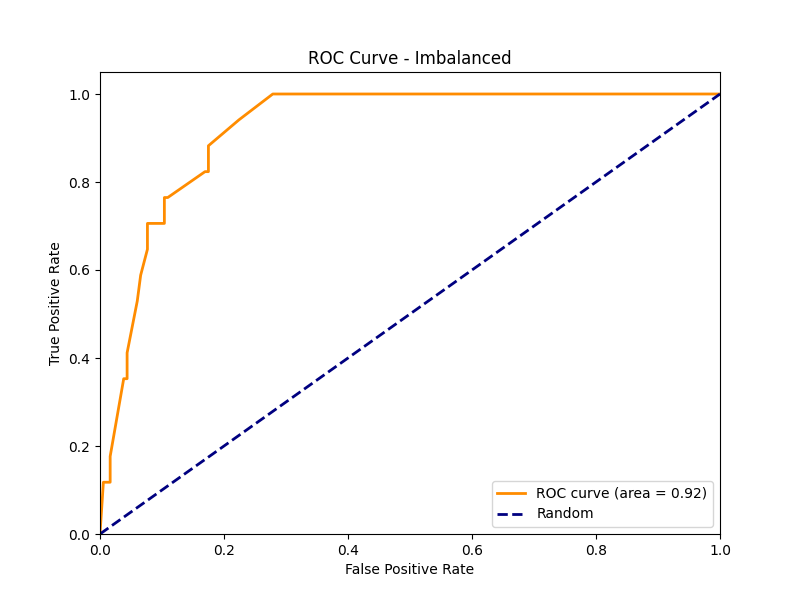 ROC Curve - Imbalanced
True Positive Rate
1.0
0.8
0.6
0.4
0.2
0.0
0.0 0.2 0.4 0.6 0.8 1.0
False Positive Rate
ROC curve (area = 0.92)
Random